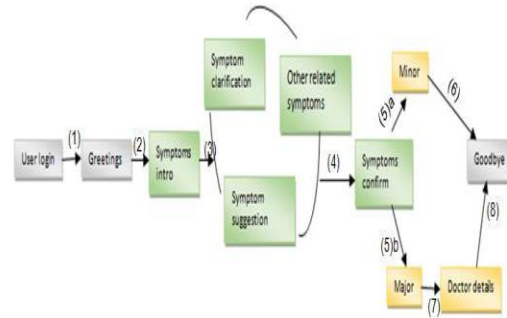 User login
(1)
Greetings
(2)
Symptoms
intro
(3)
Symptom
clarification
Other related
symptoms
Symptom
suggestion
(4)
Symptoms
confirm
(5)a
Minor
(6)
(5)b
Major
(7)
Doctor details
(8)
Goodbye